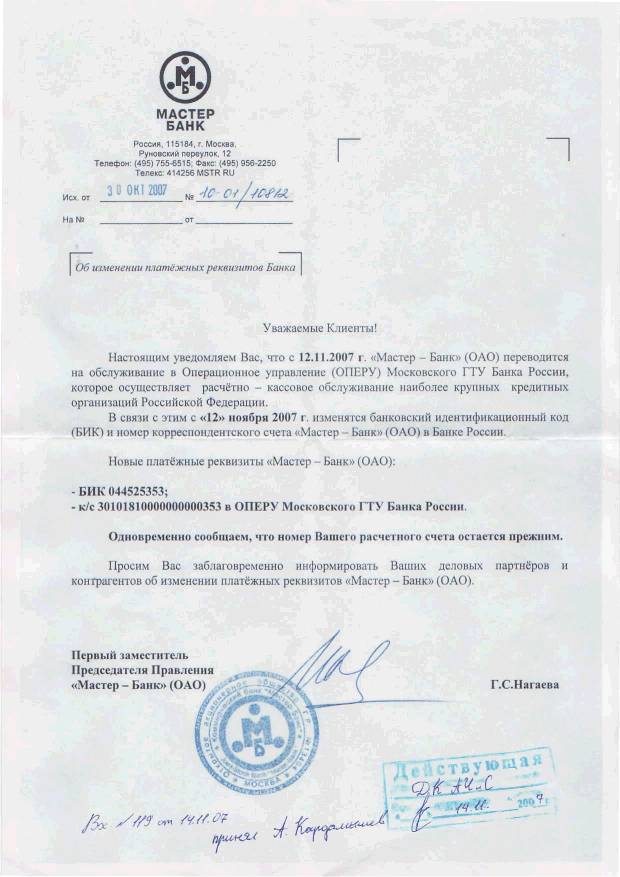 МАСТЕР
БАНК
Россия, 115184, г. Москва,
Руновский переулок, 12
Телефон: (495) 755-6515; Факс: (495) 956-2250
Телекс: 414256 MSTR RU
Исх. от 30 ОКТ 2007 № 10-01/10812
На № от
Об изменении платёжных реквизитов Банка
Уважаемые Клиенты!
Настоящим уведомляем Вас, что с 12.11.2007 г. «Мастер – Банк» (ОАО) переводится
на обслуживание в Операционное управление (ОПЕРУ) Московского ГТУ Банка России,
которое осуществляет расчётно – кассовое обслуживание наиболее крупных кредитных
организаций Российской Федерации.
В связи с этим с «12» ноября 2007 г. изменятся банковский идентификационный код
(БИК) и номер корреспондентского счета «Мастер – Банк» (ОАО) в Банке России.
Новые платёжные реквизиты «Мастер – Банк» (ОАО):
- БИК 044525353;
- к/с 30101810000000000353 в ОПЕРУ Московского ГТУ Банка России.
Одновременно сообщаем, что номер Вашего расчетного счета остается прежним.
Просим Вас заблаговременно информировать Ваших деловых партнёров и
контрагентов об изменении платёжных реквизитов «Мастер – Банк» (ОАО).
Первый заместитель
Председателя Правления
«Мастер – Банк» (ОАО) Г.С.Нагаева
МБ
МОСКВА
Действующая
ДК АИиС
14.11. 2007 г.
Вх №119 от 14.11.07
принял А.